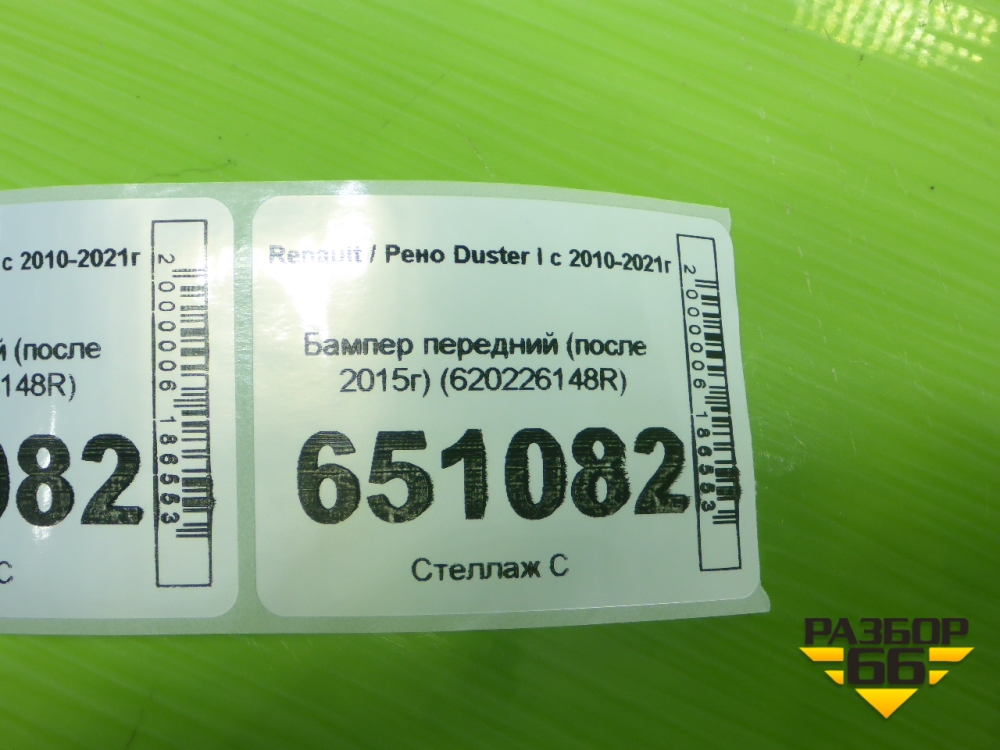 с 2010-2021г
й (после
148R)
082
С
2000006186553
Renault / Рено Duster I с 2010-2021г
Бампер передний (после
2015г) (620226148R)
651082
Стеллаж С
2000006186553
РАЗБОР
66